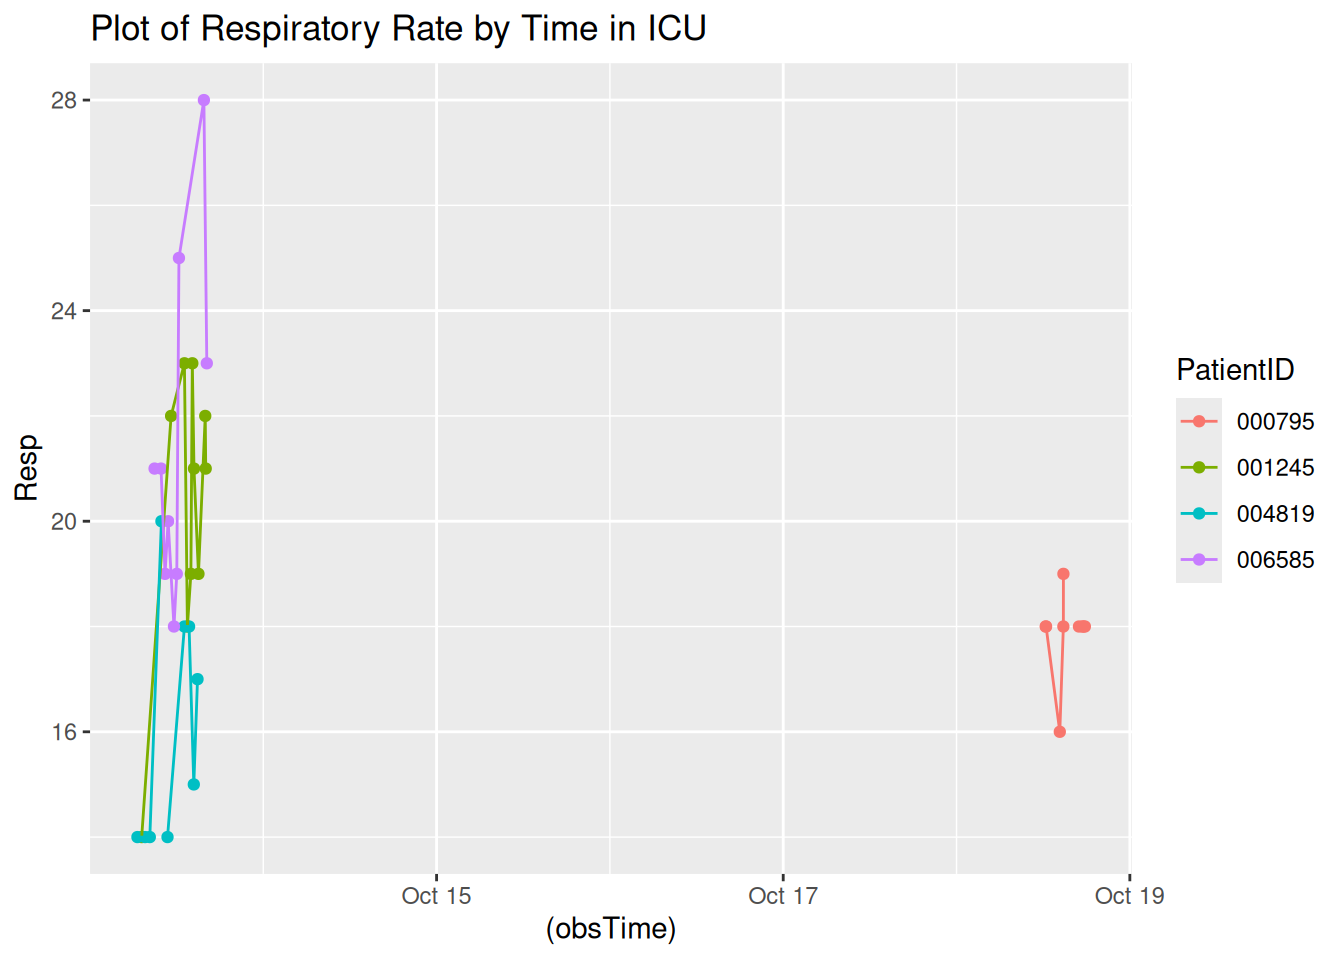 Plot of Respiratory Rate by Time in ICU
28
24
20
16
Resp
Oct 15
Oct 17
Oct 19
(obsTime)
PatientID
000795
001245
004819
006585